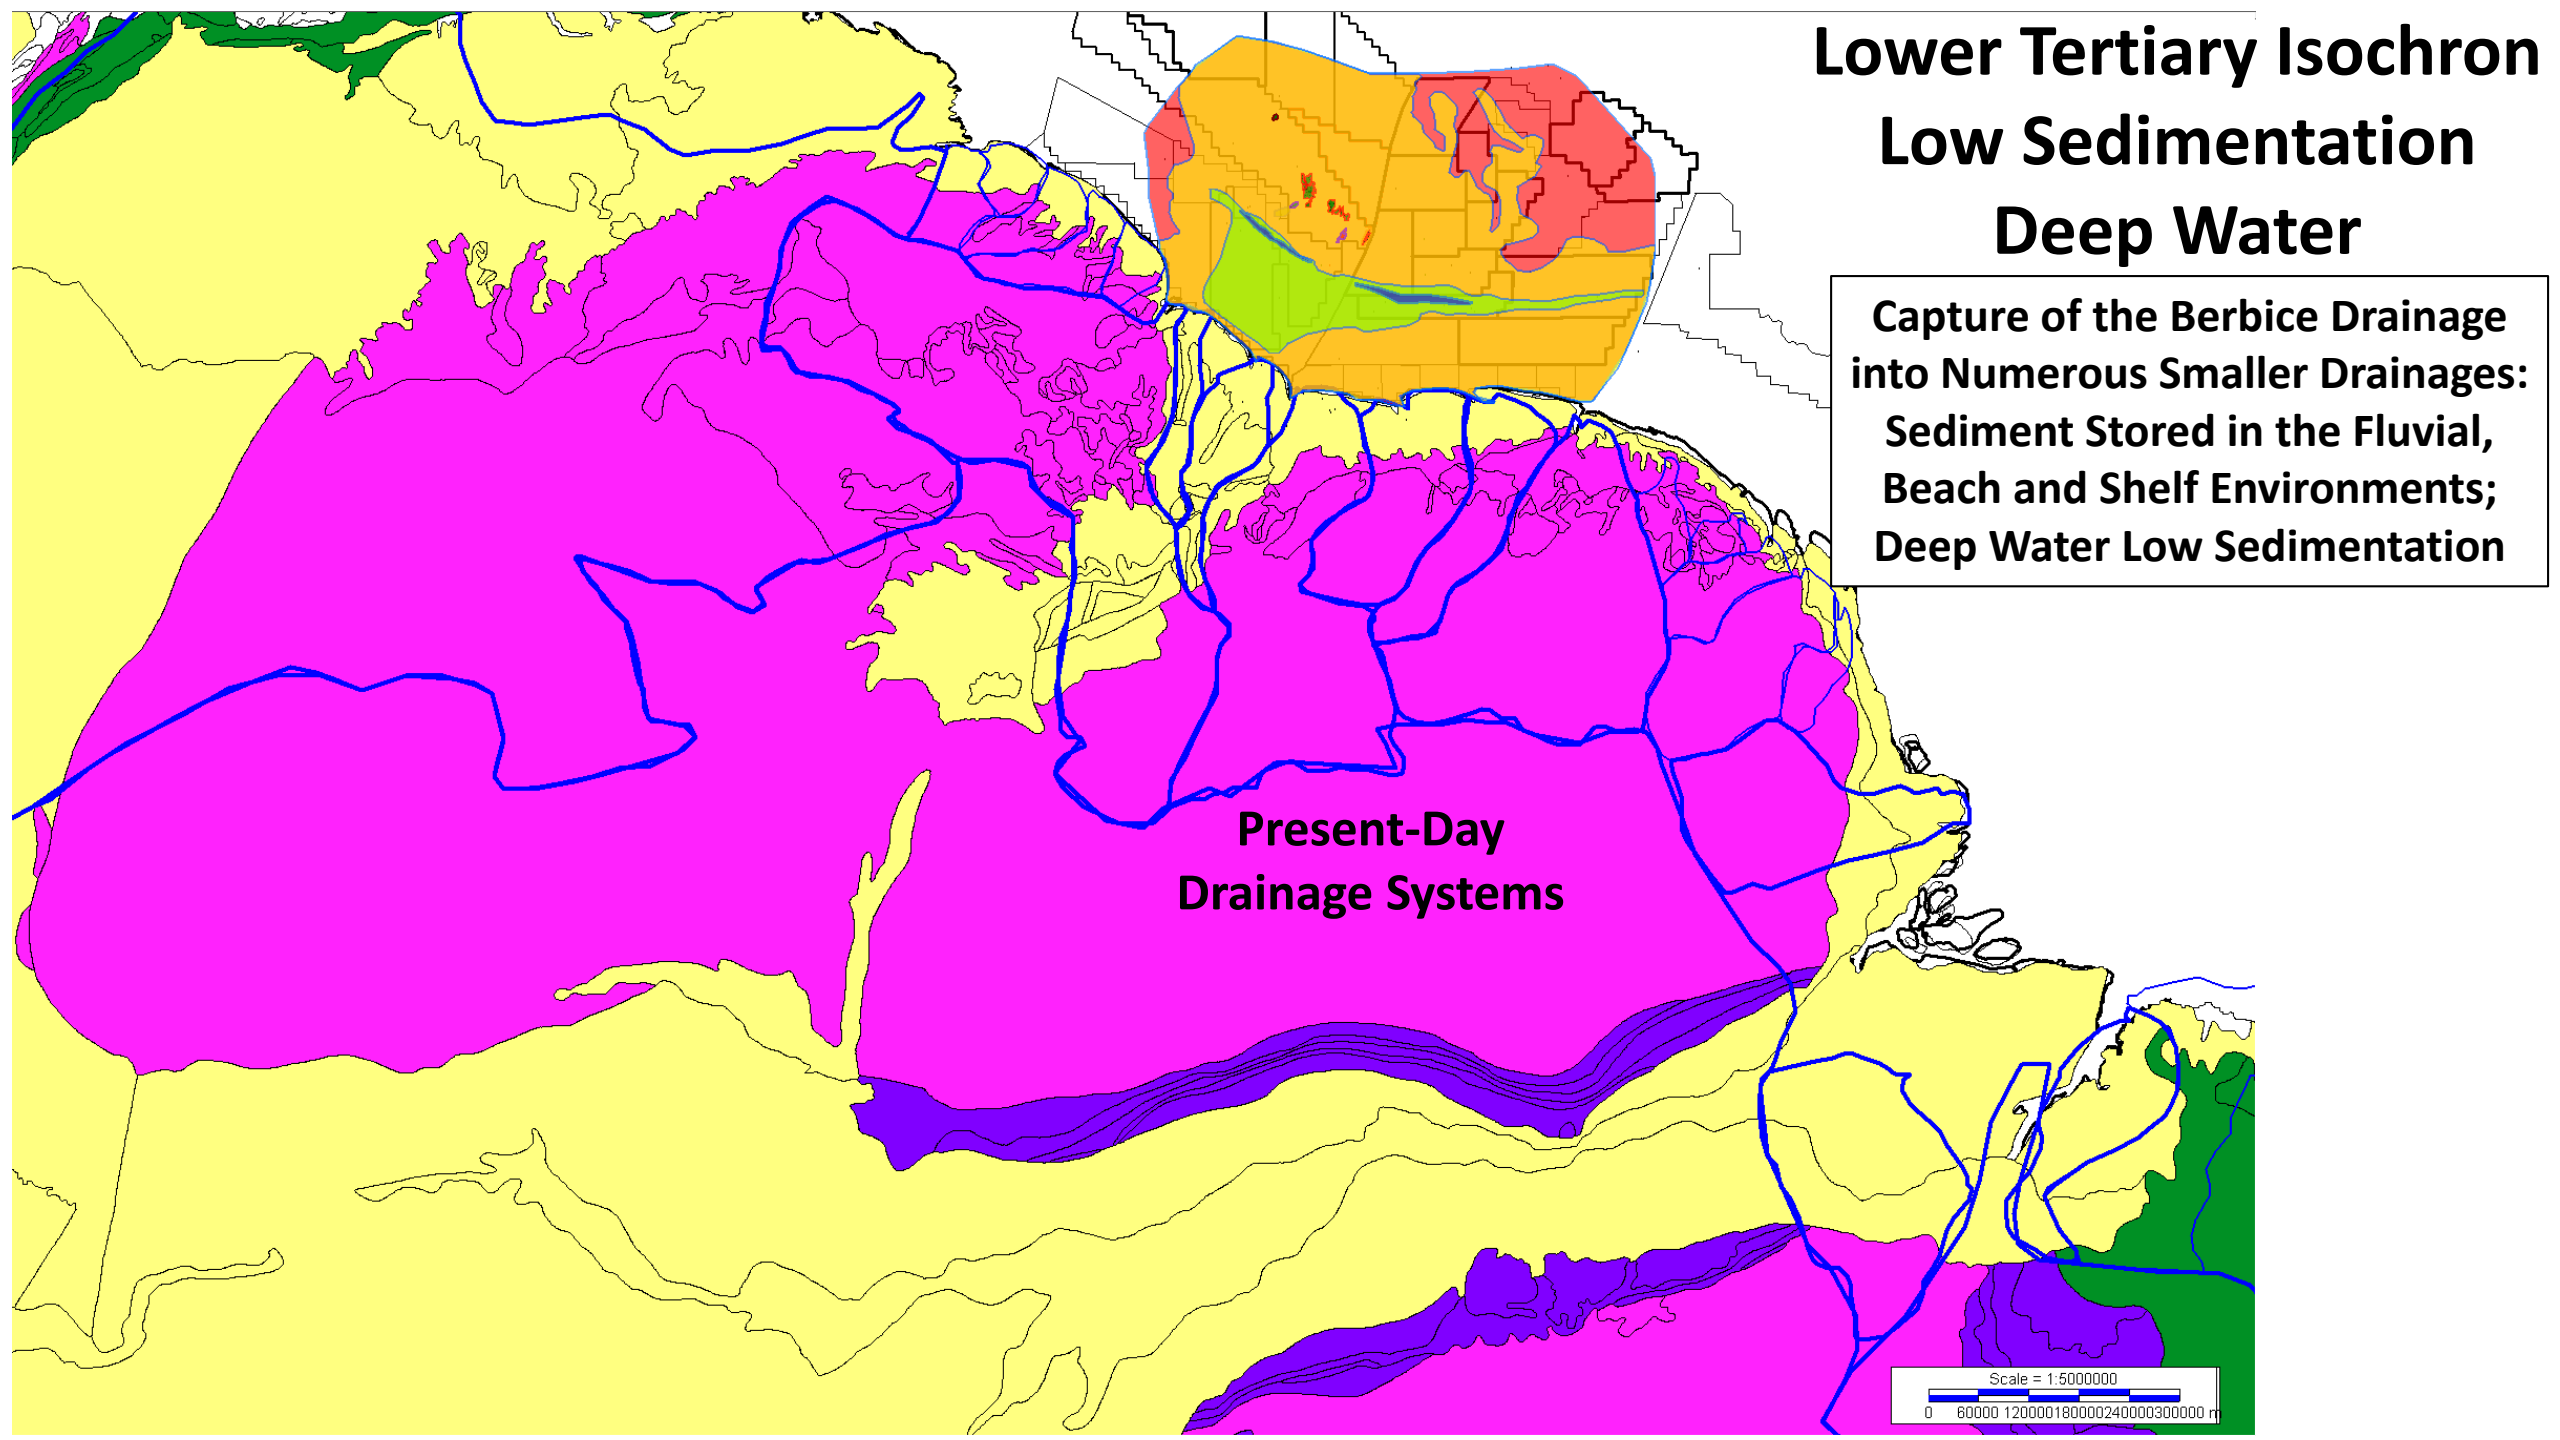 Lower Tertiary Isochron
Low Sedimentation
Deep Water
Capture of the Berbice Drainage
into Numerous Smaller Drainages:
Sediment Stored in the Fluvial,
Beach and Shelf Environments;
Deep Water Low Sedimentation
Present-Day
Drainage Systems
Scale = 1:5000000
0 60000 120000180000240000300000 m